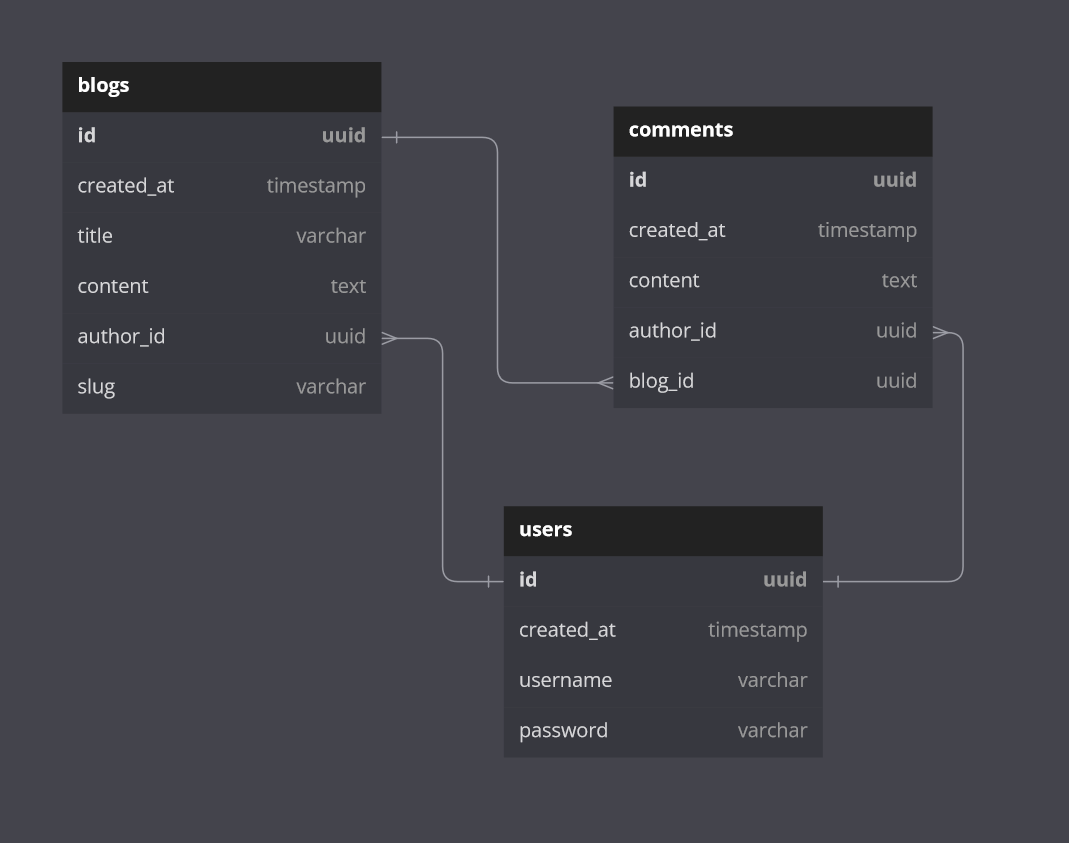 blogs
id uuid
created_at timestamp
title varchar
content text
author_id uuid
slug varchar
comments
id uuid
created_at timestamp
content text
author_id uuid
blog_id uuid
users
id uuid
created_at timestamp
username varchar
password varchar